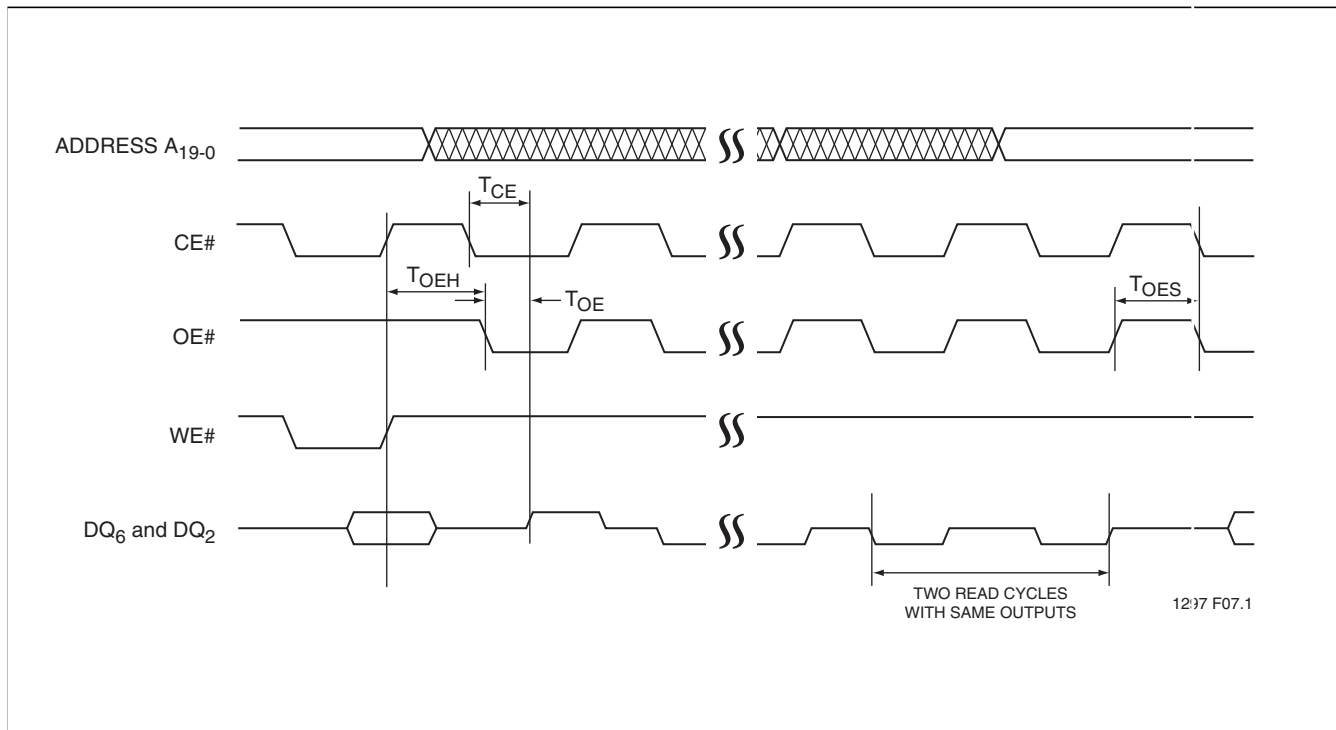 ADDRESS A19-0
TCE
CE#
TOEH
TOE
TOES
OE#
WE#
DQ6 and DQ2
TWO READ CYCLES
WITH SAME OUTPUTS
1297 F07.1